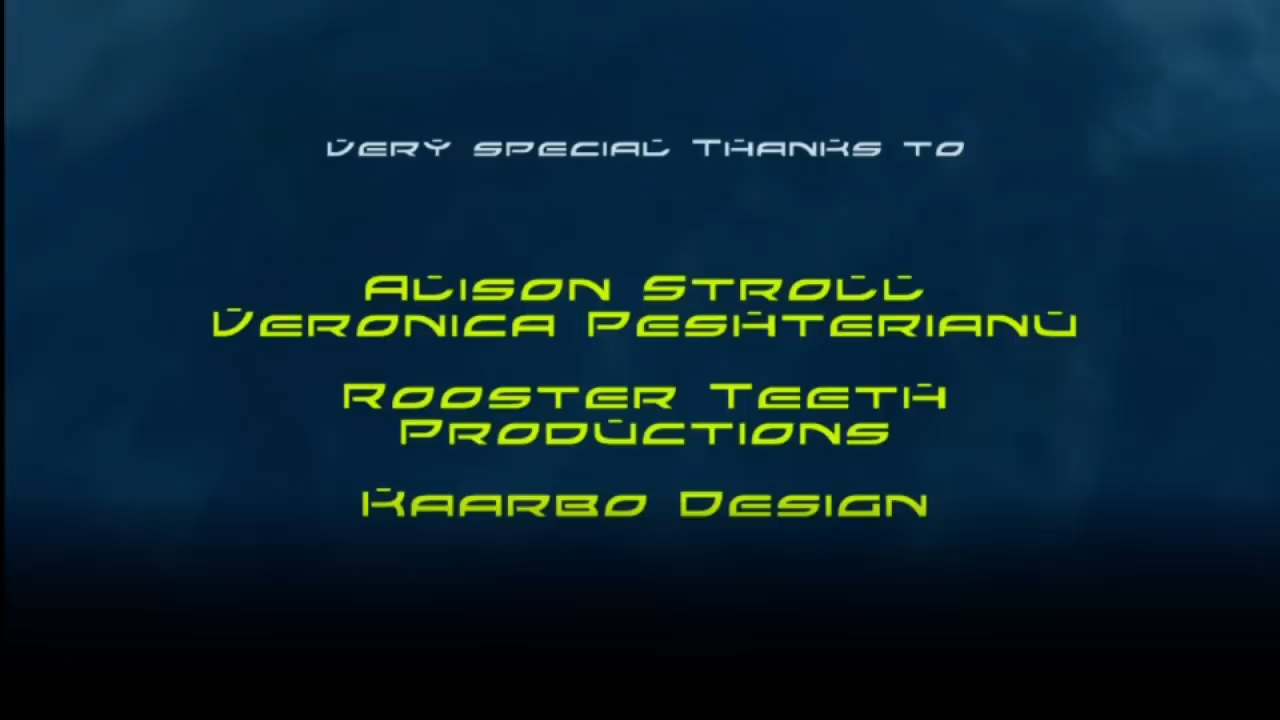 Very special Thanks to
Alison Stroll
Veronica Peshterianu
Rooster Teeth
Productions
Kaarbo Design